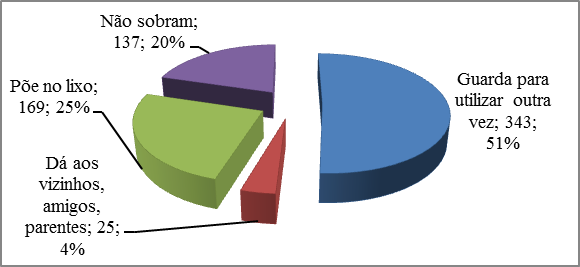 Não sobram;
137; 20%
Guarda para
utilizar outra
vez; 343;
51%
Põe no lixo;
169; 25%
Dá aos
vizinhos,
amigos,
parentes; 25;
4%